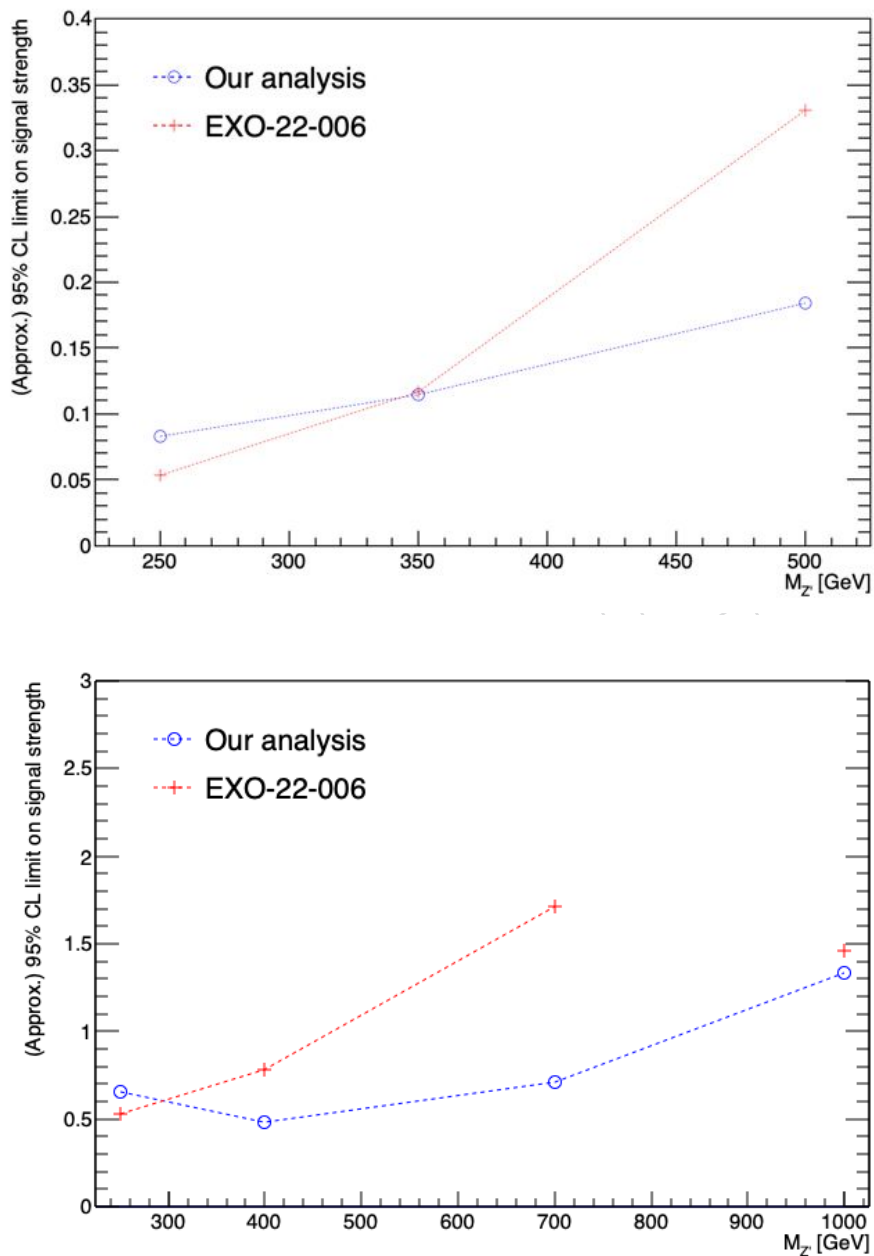 (Approx.) 95% CL limit on signal strength
0.4
0.35
0.3
0.25
0.2
0.15
0.1
0.05
0
Our analysis
EXO-22-006
250 300 350 400 450 500
M_Z' [GeV]
(Approx.) 95% CL limit on signal strength
3
2.5
2
1.5
1
0.5
0
Our analysis
EXO-22-006
300 400 500 600 700 800 900 1000
M_Z' [GeV]